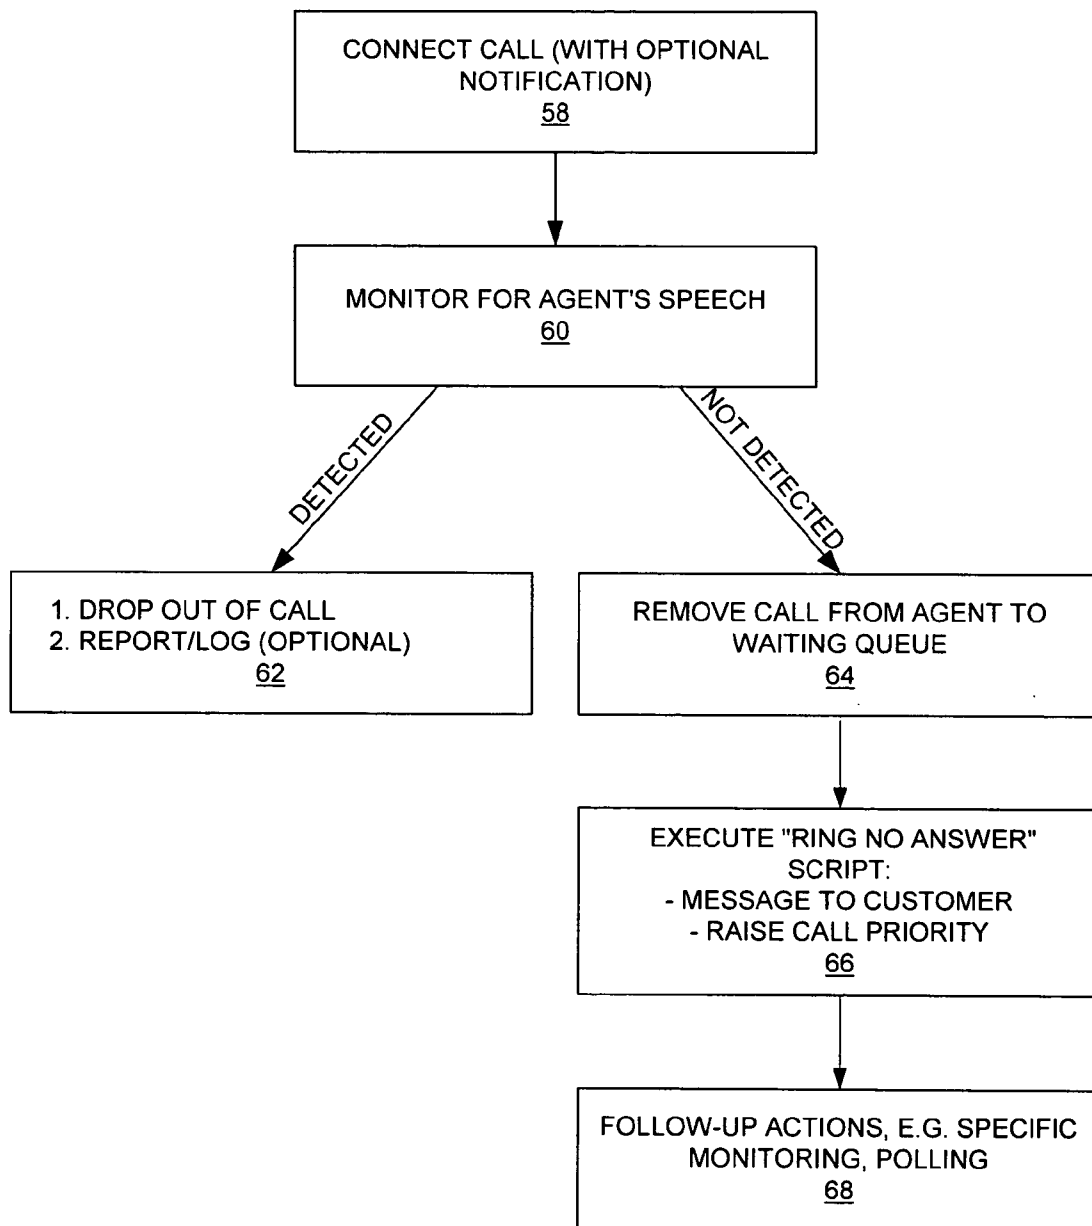 CONNECT CALL (WITH OPTIONAL
NOTIFICATION)
58
MONITOR FOR AGENT'S SPEECH
60
DETECTED
NOT DETECTED
1. DROP OUT OF CALL
2. REPORT/LOG (OPTIONAL)
62
REMOVE CALL FROM AGENT TO
WAITING QUEUE
64
EXECUTE "RING NO ANSWER"
SCRIPT:
- MESSAGE TO CUSTOMER
- RAISE CALL PRIORITY
66
FOLLOW-UP ACTIONS, E.G. SPECIFIC
MONITORING, POLLING
68